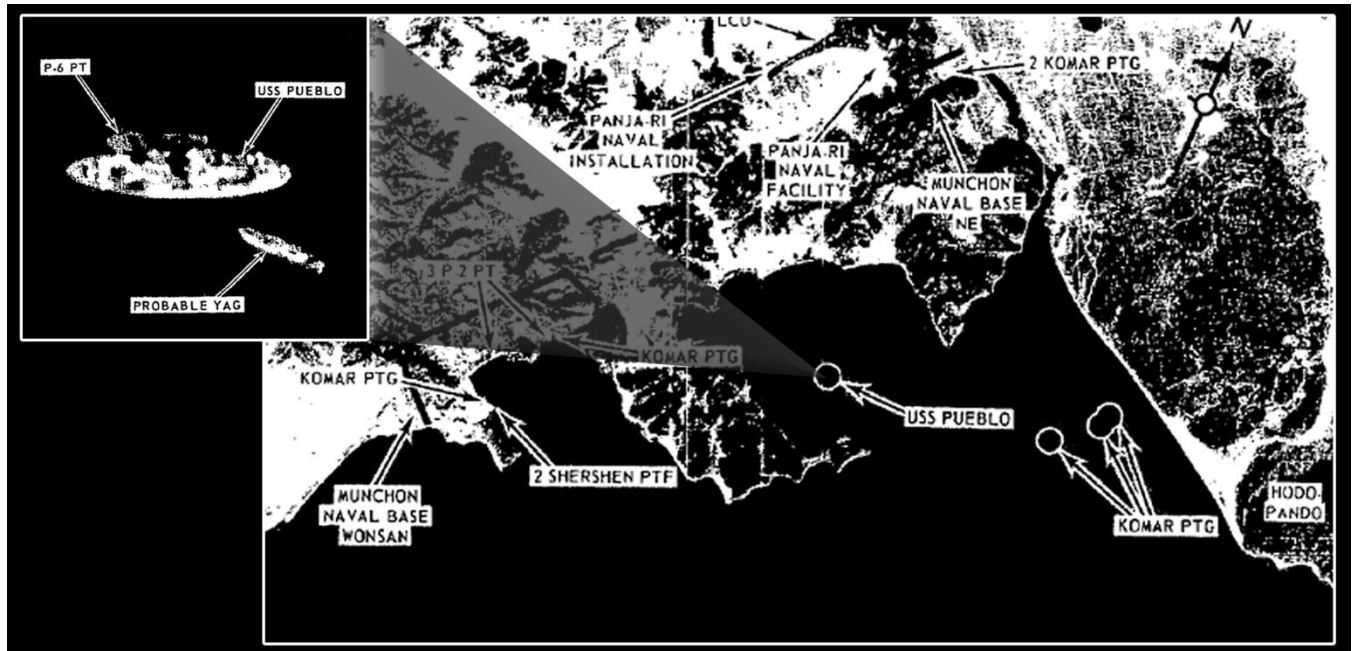 P-6 PT
USS PUEBLO
PROBABLE YAG
LCU
2 KOMAR PTG
PANJA-RI
NAVAL
INSTALLATION
PANJA-RI
NAVAL
FACILITY
MUNCHON
NAVAL BASE
NE
N
3 P-2 PT
KOMAR PTG
KOMAR PTG
USS PUEBLO
2 SHERSHEN PTF
MUNCHON
NAVAL BASE
WONSAN
KOMAR PTG
HODO-
PANDO